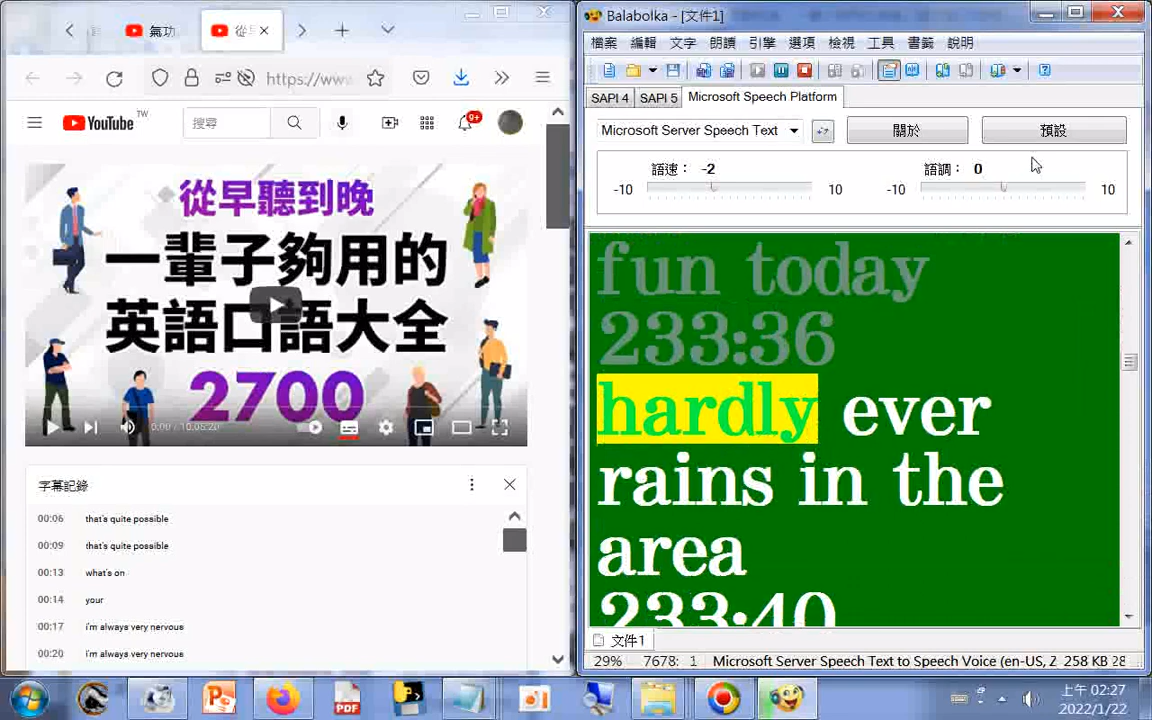 氣功
從
https://www
YouTube TW
搜尋
9+
從早聽到晚
一輩子夠用的
英語口語大全
2700
0:00 / 10:05:20
字幕記錄
00:06 that's quite possible
00:09 that's quite possible
00:13 what's on
00:14 your
00:17 i'm always very nervous
00:20 i'm always very nervous
Balabolka - [文件1]
檔案 編輯 文字 朗讀 引擎 選項 檢視 工具 書籤 說明
SAPI 4 SAPI 5 Microsoft Speech Platform
Microsoft Server Speech Text 關於 預設
語速： -2 語調： 0
-10 10 -10 10
fun today
233:36
hardly ever
rains in the
area
233:40
文件1
29% 7678: 1 Microsoft Server Speech Text to Speech Voice (en-US, Z 258 KB 28
PDF
上午 02:27
2022/1/22